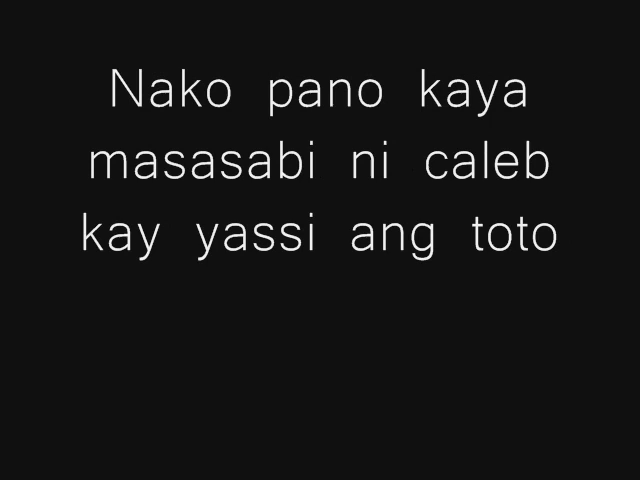 Nako pano kaya
masasabi ni caleb
kay yassi ang toto